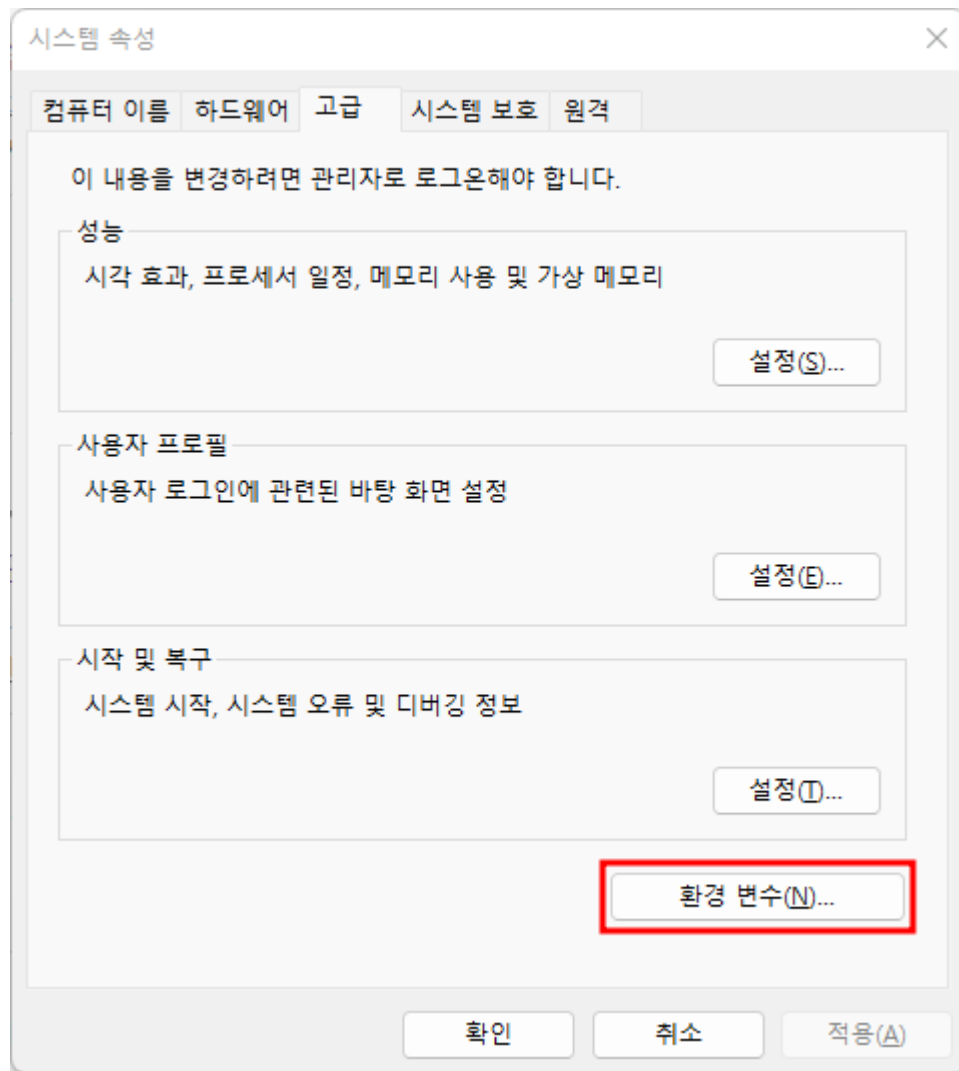 시스템 속성
컴퓨터 이름 하드웨어 고급 시스템 보호 원격
이 내용을 변경하려면 관리자로 로그온해야 합니다.
성능
시각 효과, 프로세서 일정, 메모리 사용 및 가상 메모리
설정(S)...
사용자 프로필
사용자 로그인에 관련된 바탕 화면 설정
설정(E)...
시작 및 복구
시스템 시작, 시스템 오류 및 디버깅 정보
설정(T)...
환경 변수(N)...
확인 취소 적용(A)